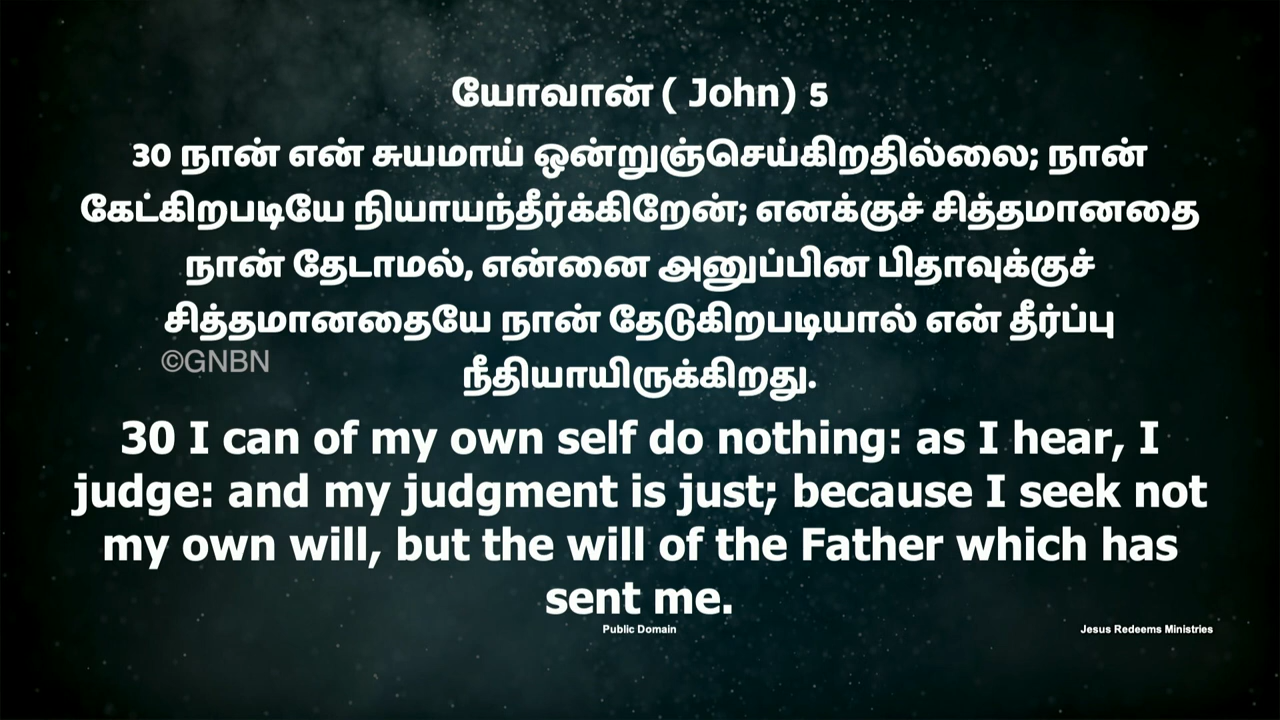 யோவான் ( John) 5
30 நான் என் சுயமாய் ஒன்றுஞ்செய்கிறதில்லை; நான்
கேட்கிறபடியே நியாயந்தீர்க்கிறேன்; எனக்குச் சித்தமானதை
நான் தேடாமல், என்னை அனுப்பின பிதாவுக்குச்
சித்தமானதையே நான் தேடுகிறபடியால் என் தீர்ப்பு
©GNBN
நீதியாயிருக்கிறது.
30 I can of my own self do nothing: as I hear, I
judge: and my judgment is just; because I seek not
my own will, but the will of the Father which has
sent me.
Public Domain
Jesus Redeems Ministries